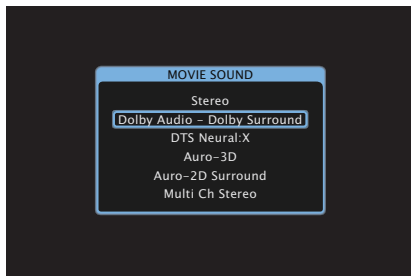 MOVIE SOUND
Stereo
Dolby Audio – Dolby Surround
DTS Neural:X
Auro-3D
Auro-2D Surround
Multi Ch Stereo